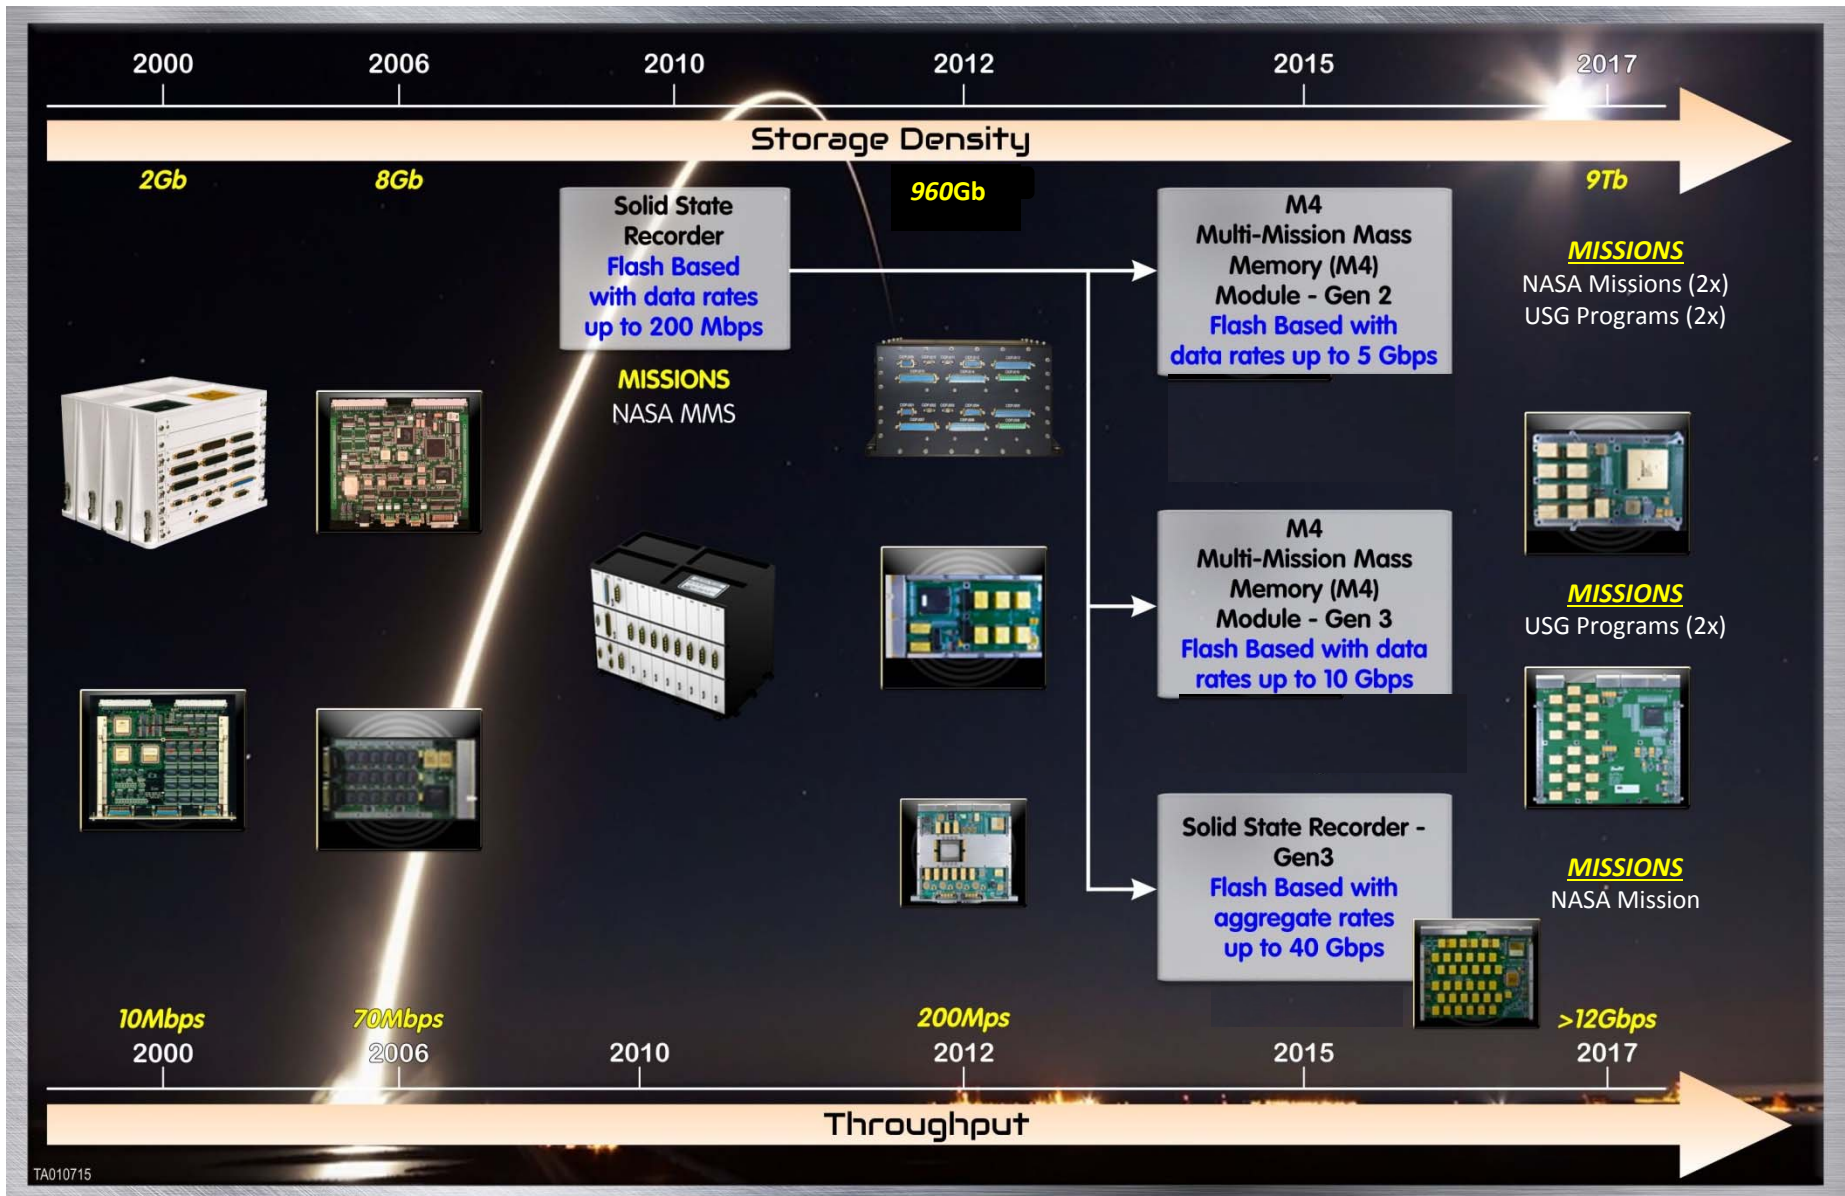 2000 2006 2010 2012 2015 2017
Storage Density
2Gb 8Gb 960Gb 9Tb
Solid State
Recorder
Flash Based
with data rates
up to 200 Mbps
MISSIONS
NASA MMS
M4
Multi-Mission Mass
Memory (M4)
Module - Gen 2
Flash Based with
data rates up to 5 Gbps
MISSIONS
NASA Missions (2x)
USG Programs (2x)
M4
Multi-Mission Mass
Memory (M4)
Module - Gen 3
Flash Based with data
rates up to 10 Gbps
MISSIONS
USG Programs (2x)
Solid State Recorder -
Gen3
Flash Based with
aggregate rates
up to 40 Gbps
MISSIONS
NASA Mission
10Mbps 70Mbps 200Mps >12Gbps
2000 2006 2010 2012 2015 2017
Throughput
TA010715